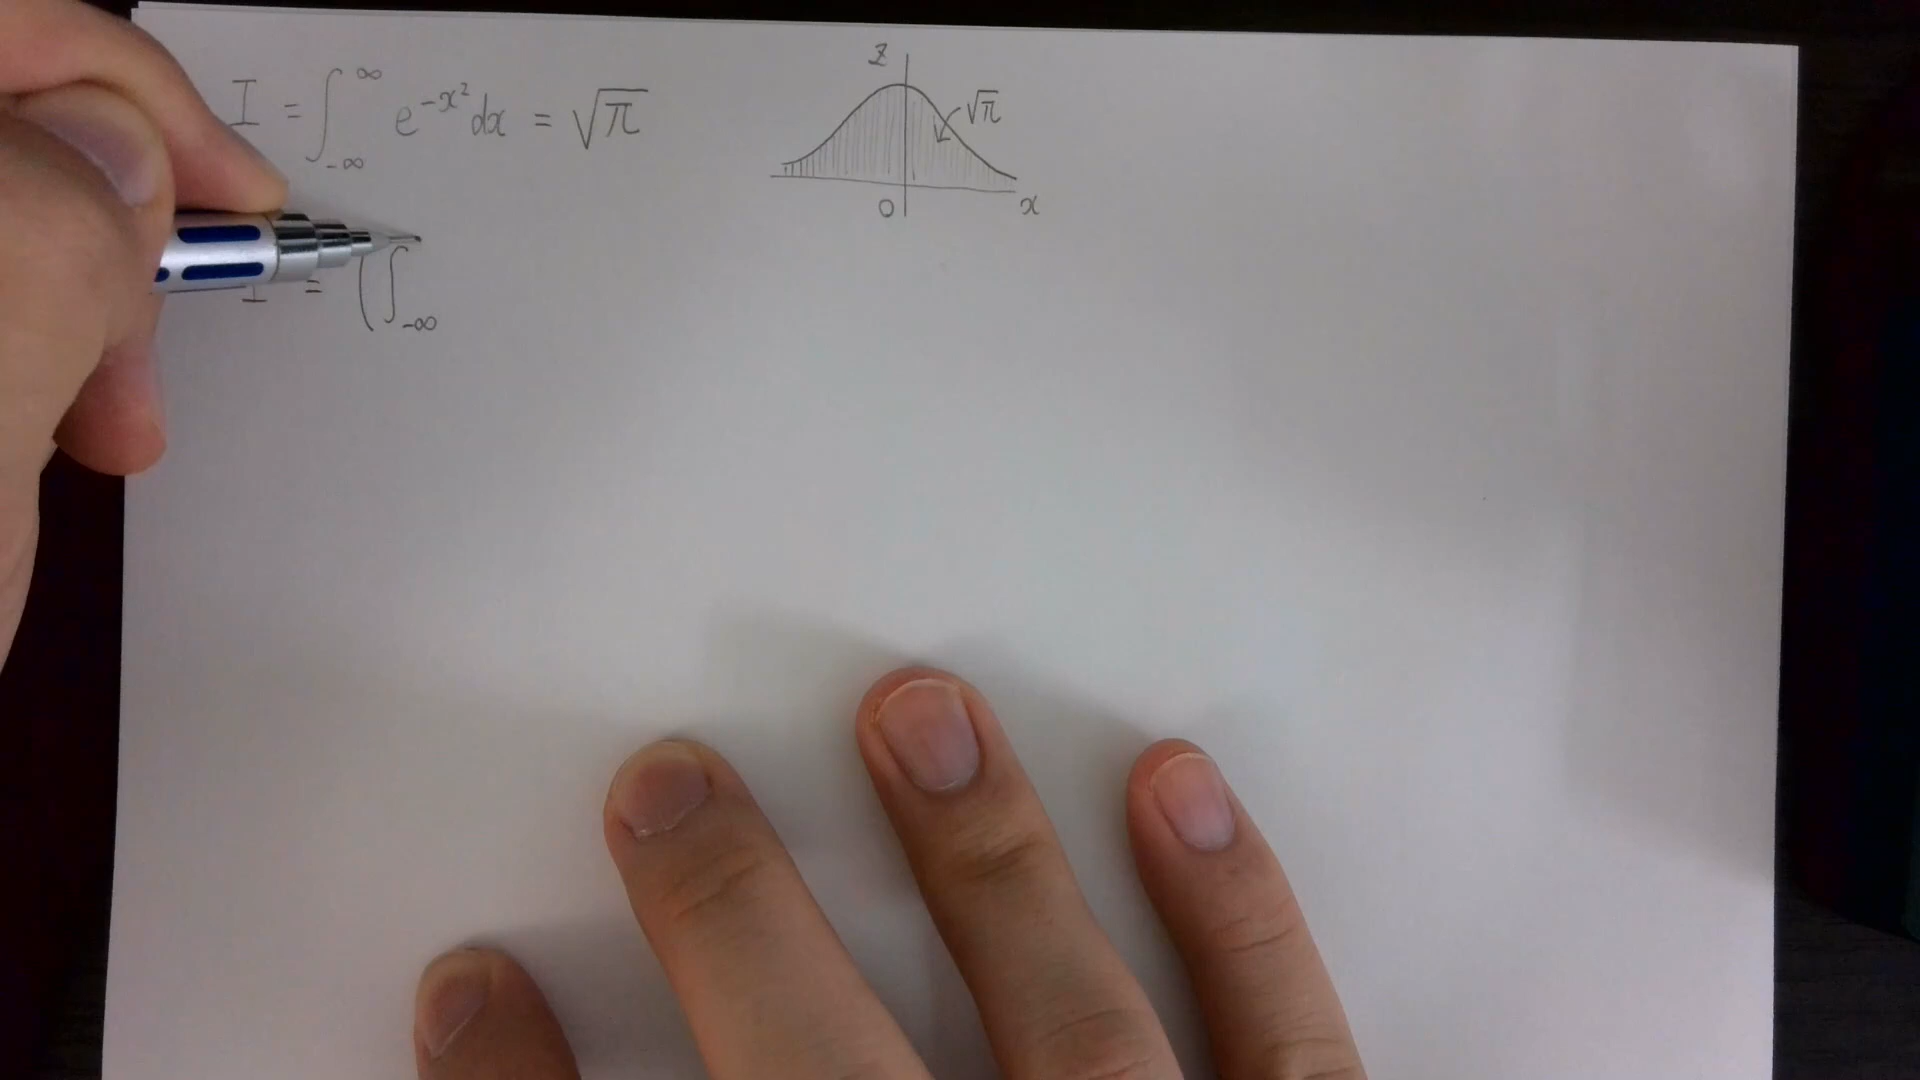 I = ∫_{-∞}^{∞} e^{-x²} dx = √π
z
√π
0 x
I = (∫_{-∞}